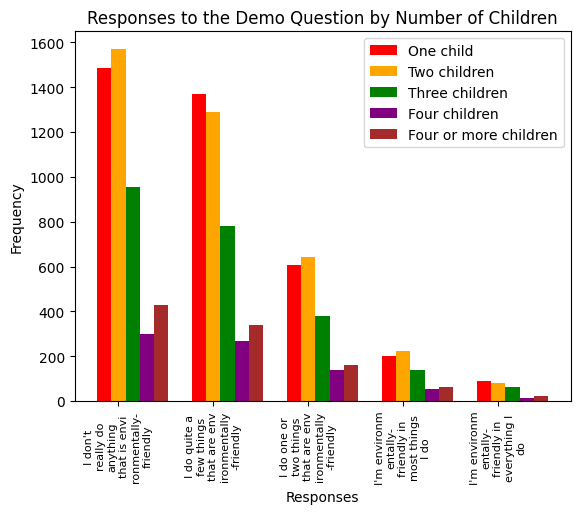 Responses to the Demo Question by Number of Children
One child
Two children
Three children
Four children
Four or more children
Frequency
1600
1400
1200
1000
800
600
400
200
0
I don't
really do
anything
that is envi
ronmentally-
friendly
I do quite a
few things
that are env
ironmentally
-friendly
I do one or
two things
that are env
ironmentally
-friendly
I'm environm
entally-
friendly in
most things
I do
I'm environm
entally-
friendly in
everything I
do
Responses